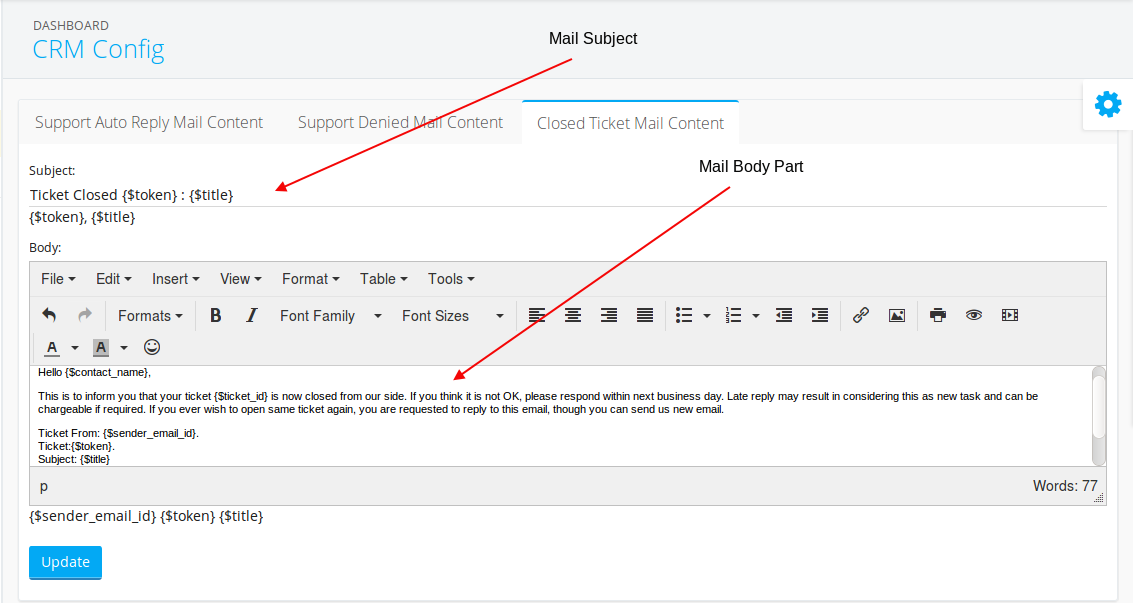 DASHBOARD
CRM Config
Mail Subject
Support Auto Reply Mail Content Support Denied Mail Content Closed Ticket Mail Content
Mail Body Part
Subject:
Ticket Closed {$token} : {$title}
{$token}, {$title}
Body:
File Edit Insert View Format Table Tools
Formats B I Font Family Font Sizes
A A
Hello {$contact_name},
This is to inform you that your ticket {$ticket_id} is now closed from our side. If you think it is not OK, please respond within next business day. Late reply may result in considering this as new task and can be
chargeable if required. If you ever wish to open same ticket again, you are requested to reply to this email, though you can send us new email.
Ticket From: {$sender_email_id}.
Ticket:{$token}.
Subject: {$title}
p Words: 77
{$sender_email_id} {$token} {$title}
Update